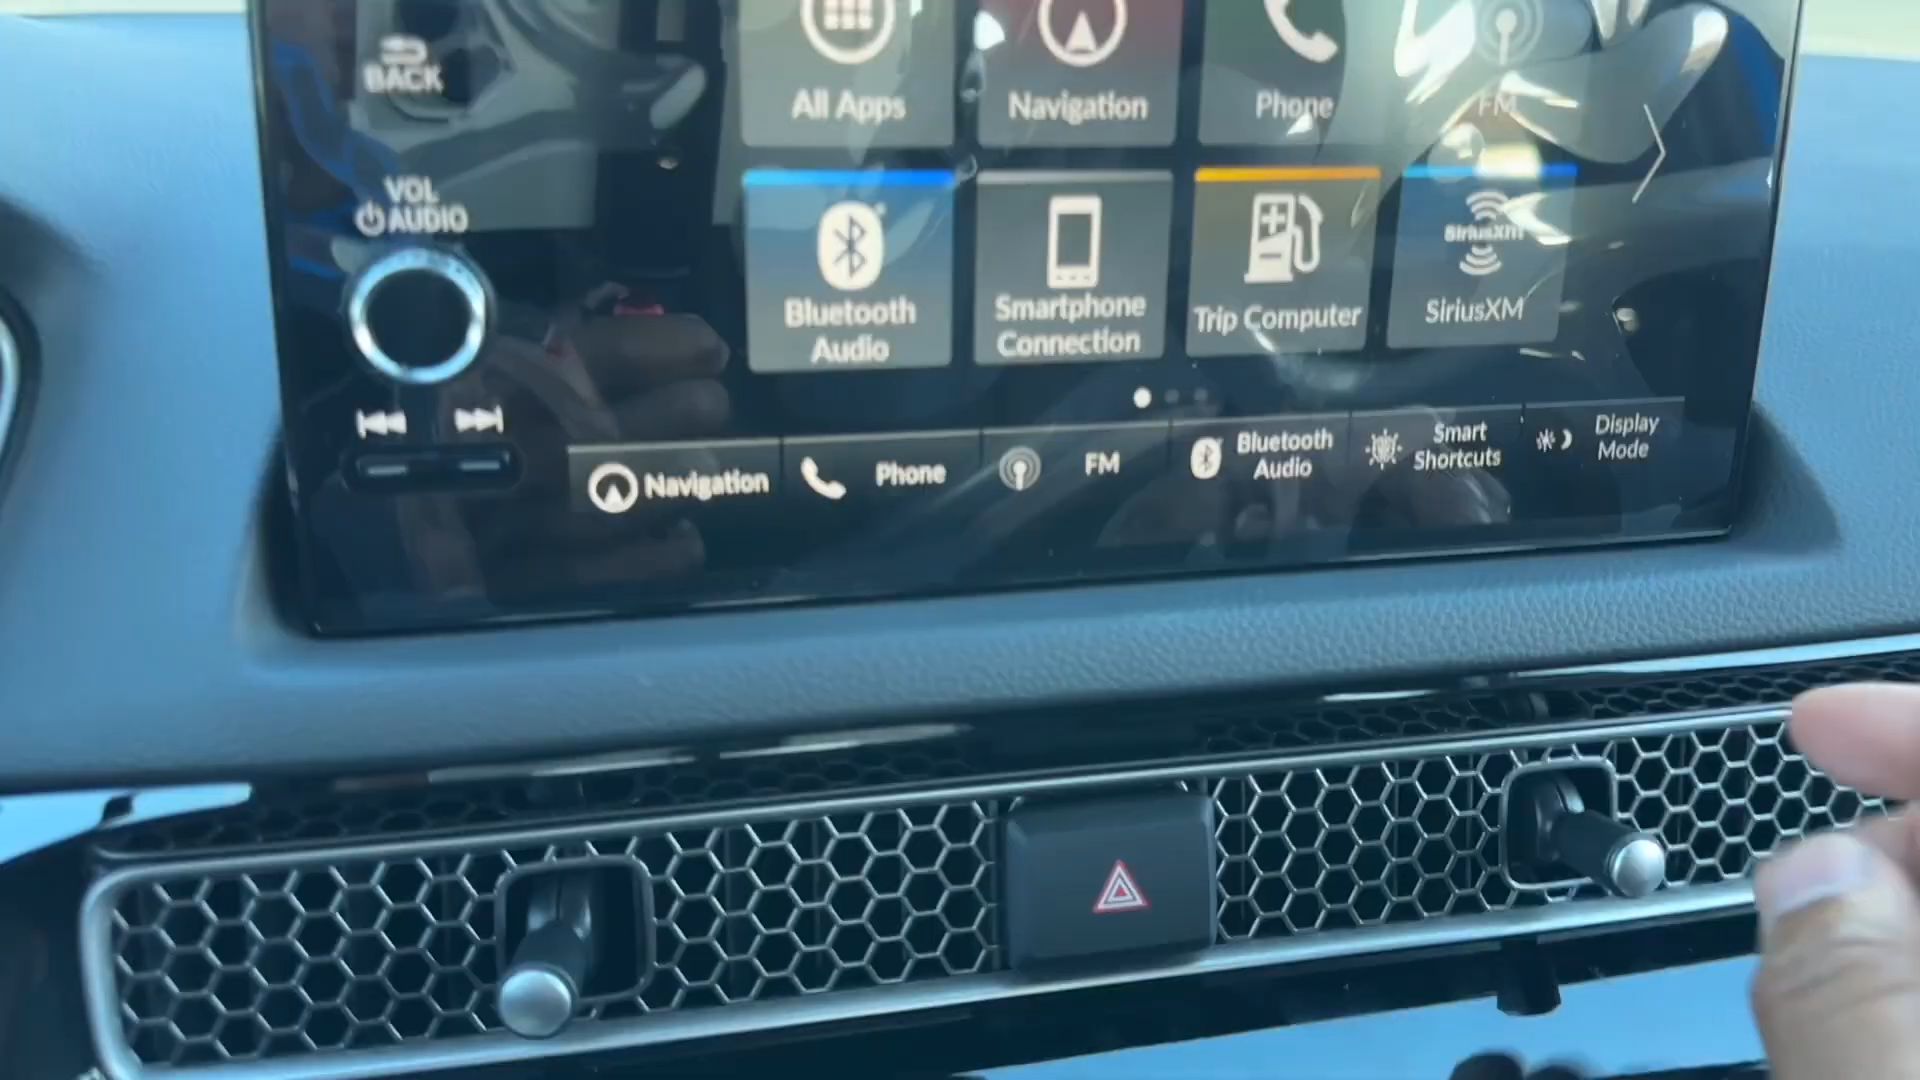 BACK
All Apps
Navigation
Phone
FM
VOL
AUDIO
Bluetooth
Audio
Smartphone
Connection
Trip Computer
SiriusXM
SiriusXM
Navigation
Phone
FM
Bluetooth
Audio
Smart
Shortcuts
Display
Mode